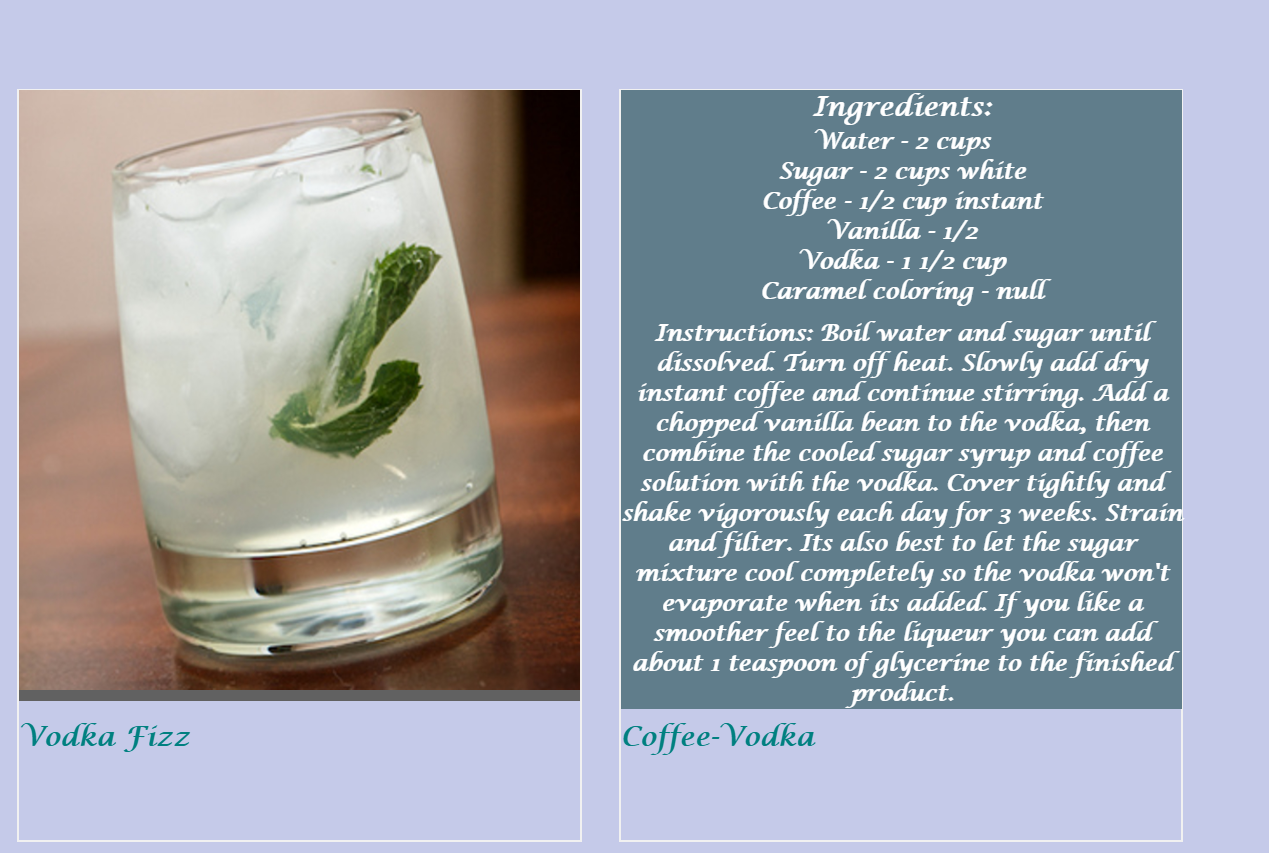 Ingredients:
Water - 2 cups
Sugar - 2 cups white
Coffee - 1/2 cup instant
Vanilla - 1/2
Vodka - 1 1/2 cup
Caramel coloring - null
Instructions: Boil water and sugar until
dissolved. Turn off heat. Slowly add dry
instant coffee and continue stirring. Add a
chopped vanilla bean to the vodka, then
combine the cooled sugar syrup and coffee
solution with the vodka. Cover tightly and
shake vigorously each day for 3 weeks. Strain
and filter. Its also best to let the sugar
mixture cool completely so the vodka won't
evaporate when its added. If you like a
smoother feel to the liqueur you can add
about 1 teaspoon of glycerine to the finished
product.
Vodka Fizz
Coffee-Vodka